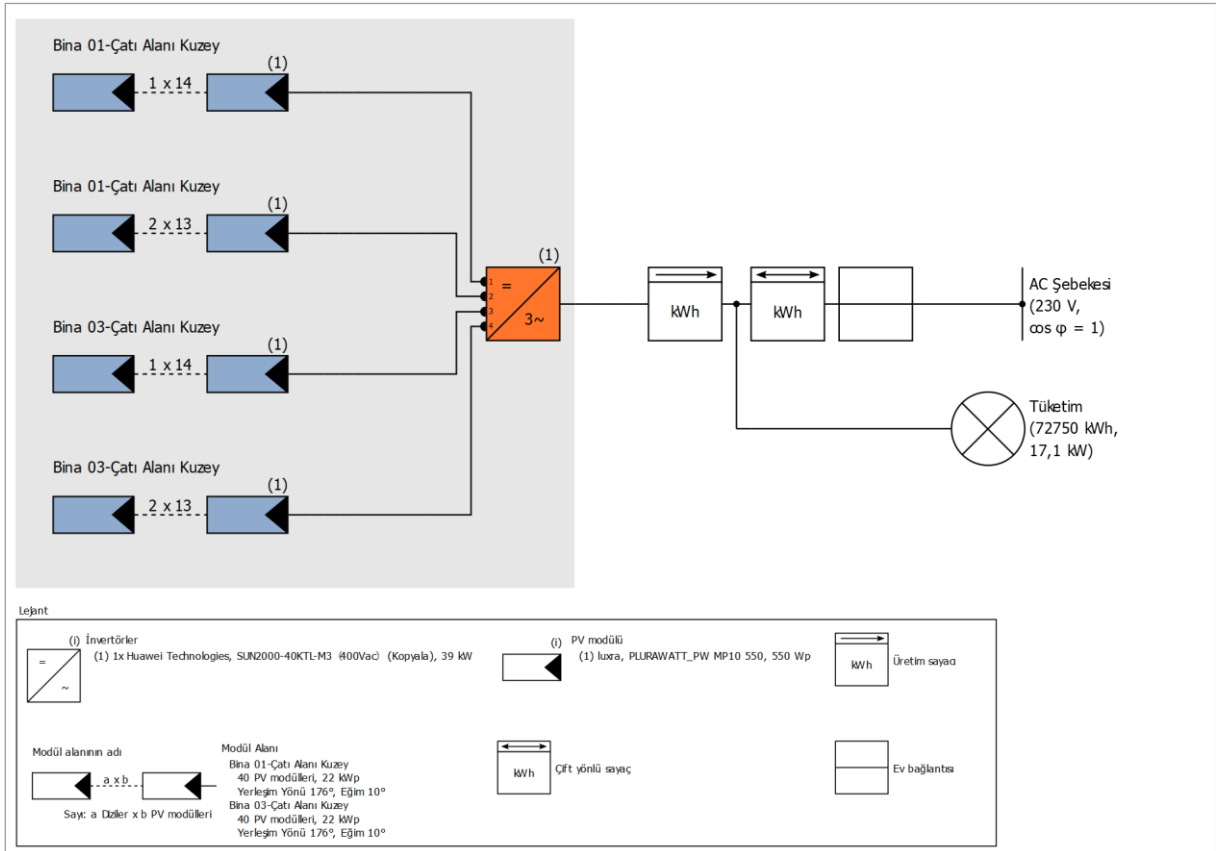 Bina 01-Çatı Alanı Kuzey
(1)
1 x 14
Bina 01-Çatı Alanı Kuzey
(1)
2 x 13
Bina 03-Çatı Alanı Kuzey
(1)
1 x 14
Bina 03-Çatı Alanı Kuzey
(1)
2 x 13
(1)
1
2
3
4
=
3~
kWh
kWh
AC Şebekesi
(230 V,
cos φ = 1)
Tüketim
(72750 kWh,
17,1 kW)
Lejant
(i) İnvertörler
(1) 1x Huawei Technologies, SUN2000-40KTL-M3 (400Vac) (Kopyala), 39 kW
=
~
(i) PV modülü
(1) luxra, PLURAWATT_PW MP10 550, 550 Wp
kWh
Üretim sayacı
Modül alanının adı
a x b
Sayı: a Diziler x b PV modülleri
Modül Alanı
Bina 01-Çatı Alanı Kuzey
40 PV modülleri, 22 kWp
Yerleşim Yönü 176°, Eğim 10°
Bina 03-Çatı Alanı Kuzey
40 PV modülleri, 22 kWp
Yerleşim Yönü 176°, Eğim 10°
kWh
Çift yönlü sayaç
Ev bağlantısı